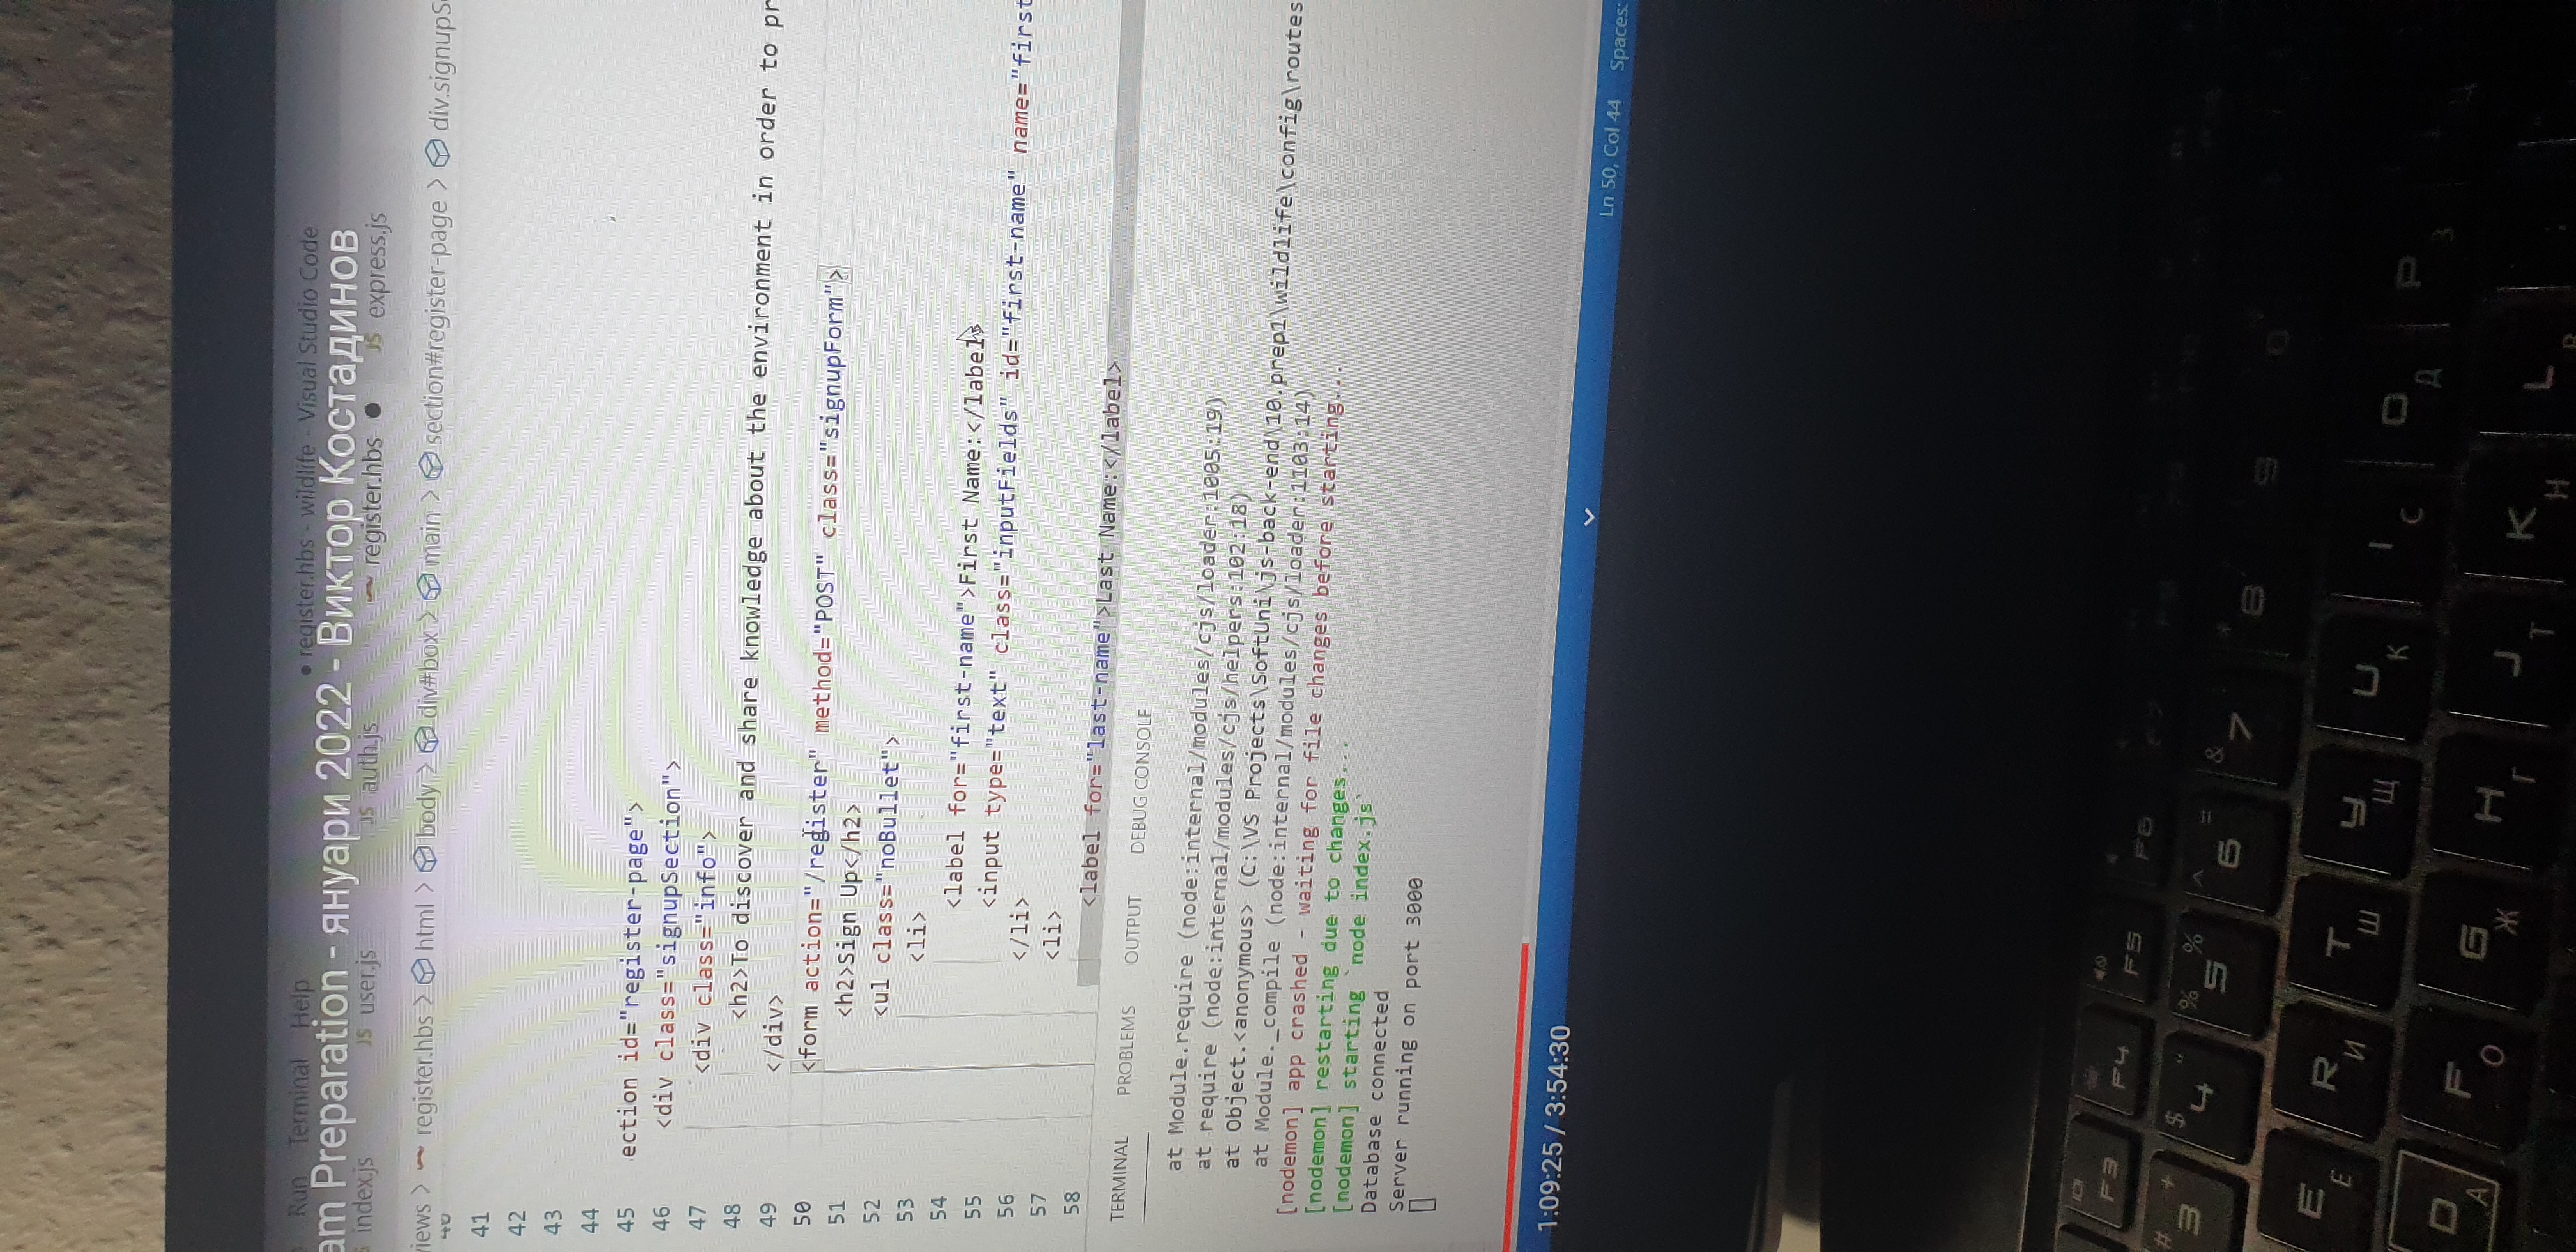 Run Terminal Help
● register.hbs - wildlife - Visual Studio Code
am Preparation - януари 2022 - Виктор Костадинов
index.js JS user.js JS auth.js register.hbs ● JS express.js
iews > register.hbs > html > body > div#box > main > section#register-page > div.signupS
40
41
42
43
44
45 ection id="register-page">
46 <div class="signupSection">
47 <div class="info">
48 <h2>To discover and share knowledge about the environment in order to pr
49 </div>
50 <form action="/register" method="POST" class="signupForm">
51 <h2>Sign Up</h2>
52 <ul class="noBullet">
53 <li>
54 <label for="first-name">First Name:</label>
55 <input type="text" class="inputFields" id="first-name" name="first
56 </li>
57 <li>
58 <label for="last-name">Last Name:</label>
TERMINAL PROBLEMS OUTPUT DEBUG CONSOLE
at Module.require (node:internal/modules/cjs/loader:1005:19)
at require (node:internal/modules/cjs/helpers:102:18)
at Object.<anonymous> (C:\VS Projects\SoftUni\js-back-end\10.prep1\wildlife\config\routes
at Module._compile (node:internal/modules/cjs/loader:1103:14)
[nodemon] app crashed - waiting for file changes before starting...
[nodemon] restarting due to changes...
[nodemon] starting `node index.js`
Database connected
Server running on port 3000
1:09:25 / 3:54:30
Ln 50, Col 44 Spaces:
F3 F4 F5 F6
# 3 + $ 4 " % 5 % ^ 6 = & 7 8 9 0
E Е R И T Ш Y Щ U К I С O Д P З
D А F О G Ж H Г J Т K Н L